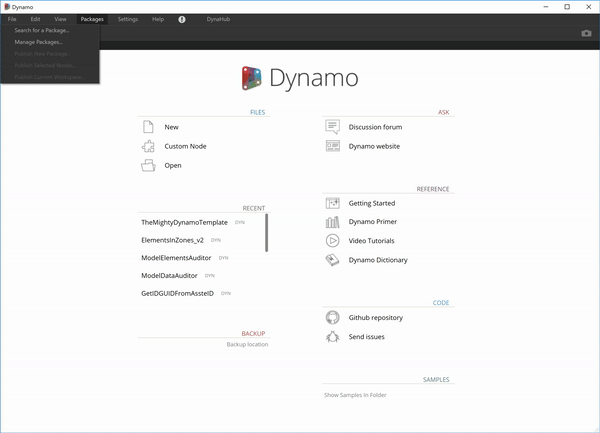 Dynamo
File Edit View Packages Settings Help DynaHub
Search for a Package...
Manage Packages...
Publish New Package...
Publish Selected Nodes...
Publish Current Workspace...
Dynamo
FILES
New
Custom Node
Open
RECENT
TheMightyDynamoTemplate DYN
ElementsInZones_v2 DYN
ModelElementsAuditor DYN
ModelDataAuditor DYN
GetIDGUIDFromAssteID DYN
BACKUP
Backup location
ASK
Discussion forum
Dynamo website
REFERENCE
Getting Started
Dynamo Primer
Video Tutorials
Dynamo Dictionary
CODE
Github repository
Send issues
SAMPLES
Show Samples In Folder